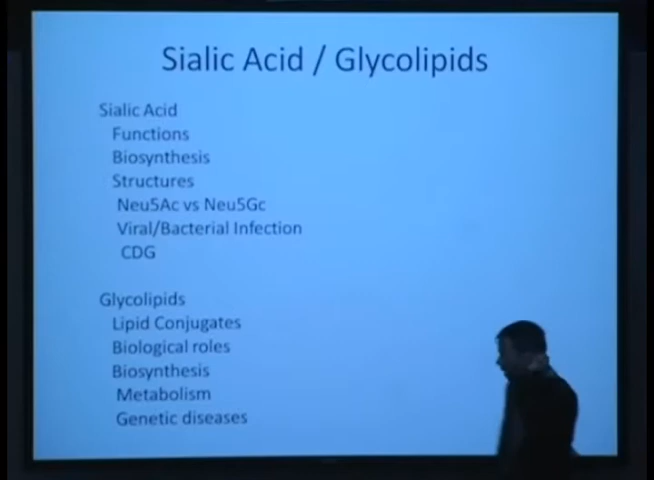 Sialic Acid / Glycolipids
Sialic Acid
Functions
Biosynthesis
Structures
Neu5Ac vs Neu5Gc
Viral/Bacterial Infection
CDG
Glycolipids
Lipid Conjugates
Biological roles
Biosynthesis
Metabolism
Genetic diseases